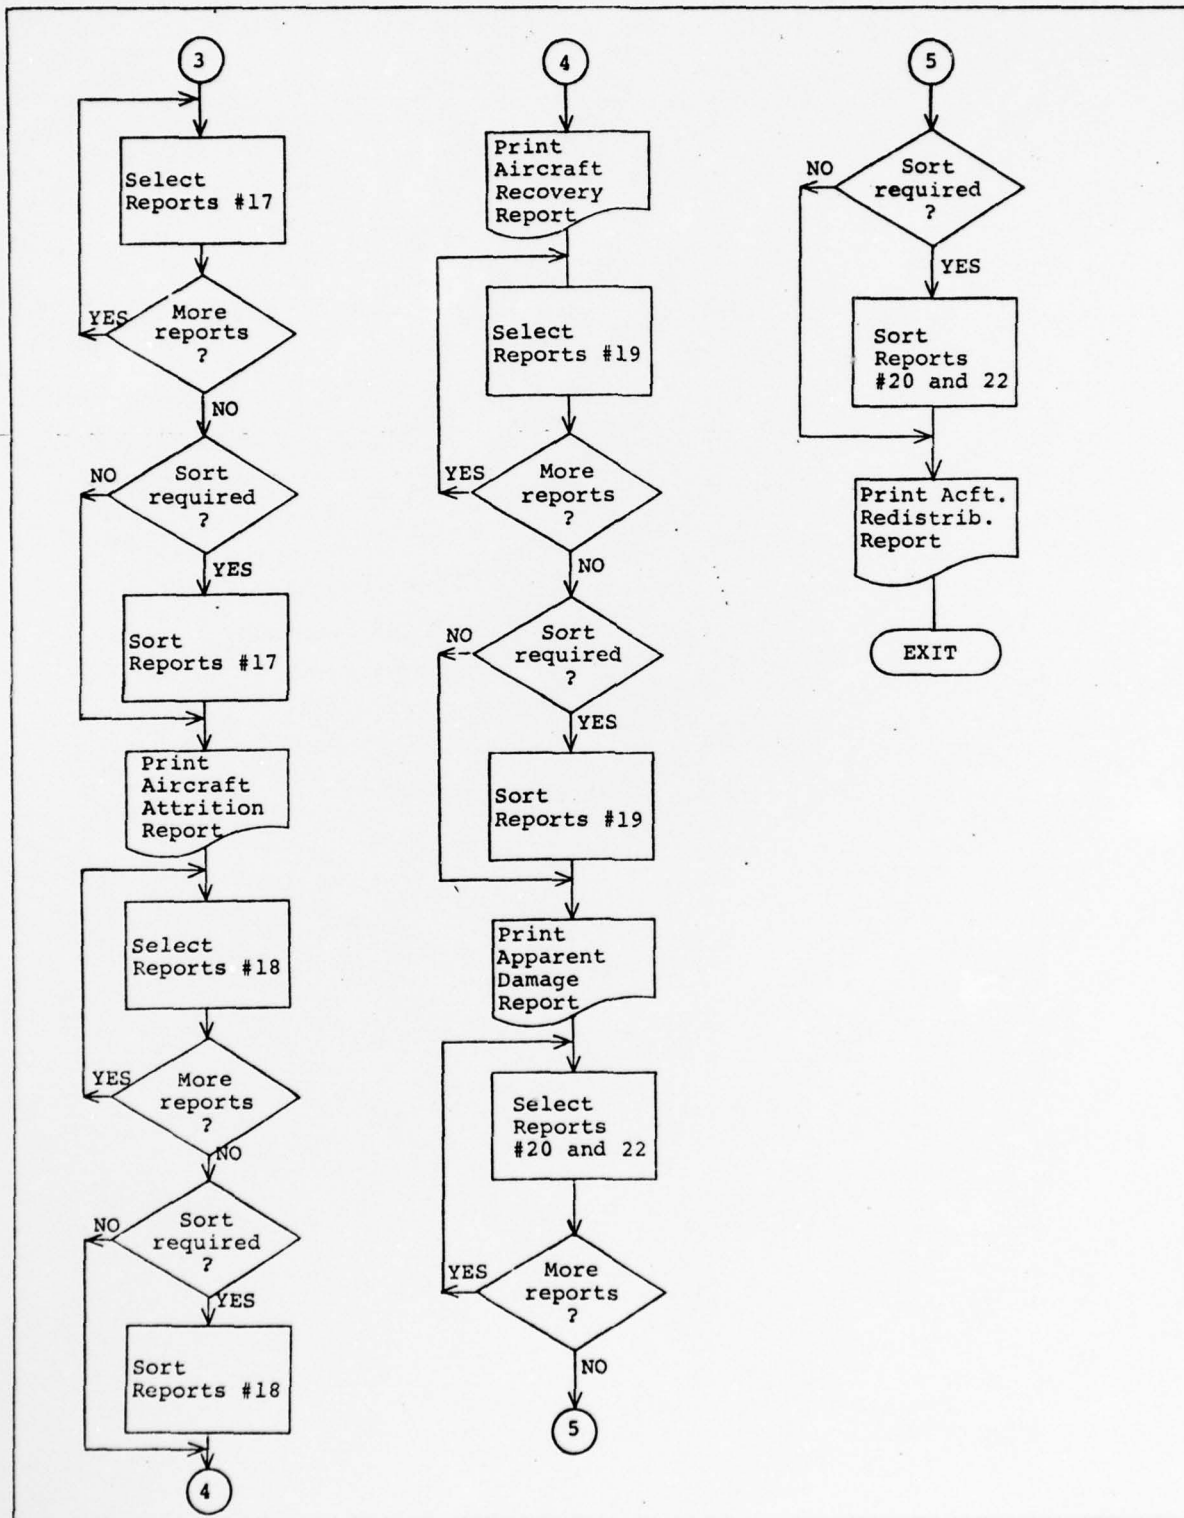 3
Select
Reports #17
YES
More
reports
?
NO
NO
Sort
required
?
YES
Sort
Reports #17
Print
Aircraft
Attrition
Report
Select
Reports #18
YES
More
reports
?
NO
NO
Sort
required
?
YES
Sort
Reports #18
4
4
Print
Aircraft
Recovery
Report
Select
Reports #19
YES
More
reports
?
NO
NO
Sort
required
?
YES
Sort
Reports #19
Print
Apparent
Damage
Report
Select
Reports
#20 and 22
YES
More
reports
?
NO
5
5
NO
Sort
required
?
YES
Sort
Reports
#20 and 22
Print Acft.
Redistrib.
Report
EXIT